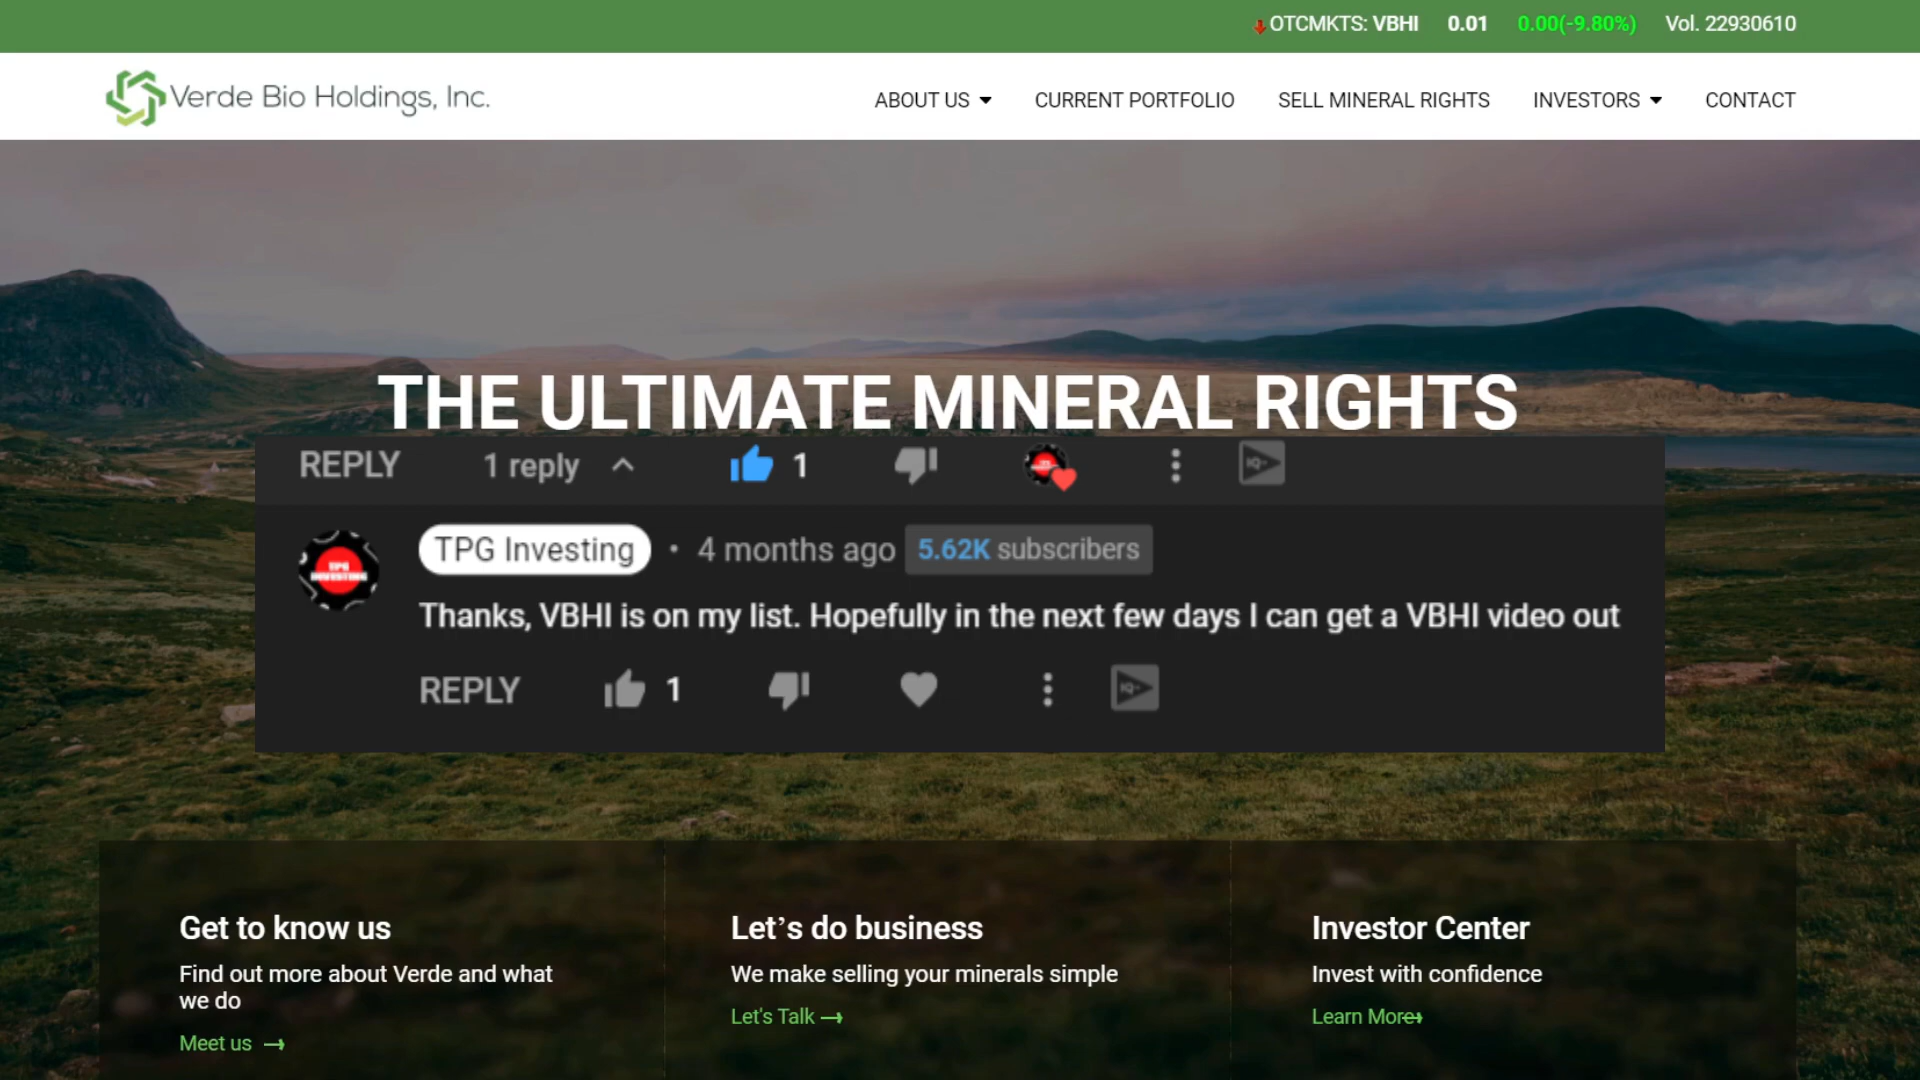 OTCMKTS: VBHI 0.01 0.00(-9.80%) Vol. 22930610
Verde Bio Holdings, Inc.
ABOUT US CURRENT PORTFOLIO SELL MINERAL RIGHTS INVESTORS CONTACT
THE ULTIMATE MINERAL RIGHTS
REPLY 1 reply 1
TPG Investing • 4 months ago 5.62K subscribers
TPG
INVESTING
Thanks, VBHI is on my list. Hopefully in the next few days I can get a VBHI video out
REPLY 1
Get to know us
Find out more about Verde and what
we do
Meet us
Let’s do business
We make selling your minerals simple
Let's Talk
Investor Center
Invest with confidence
Learn More